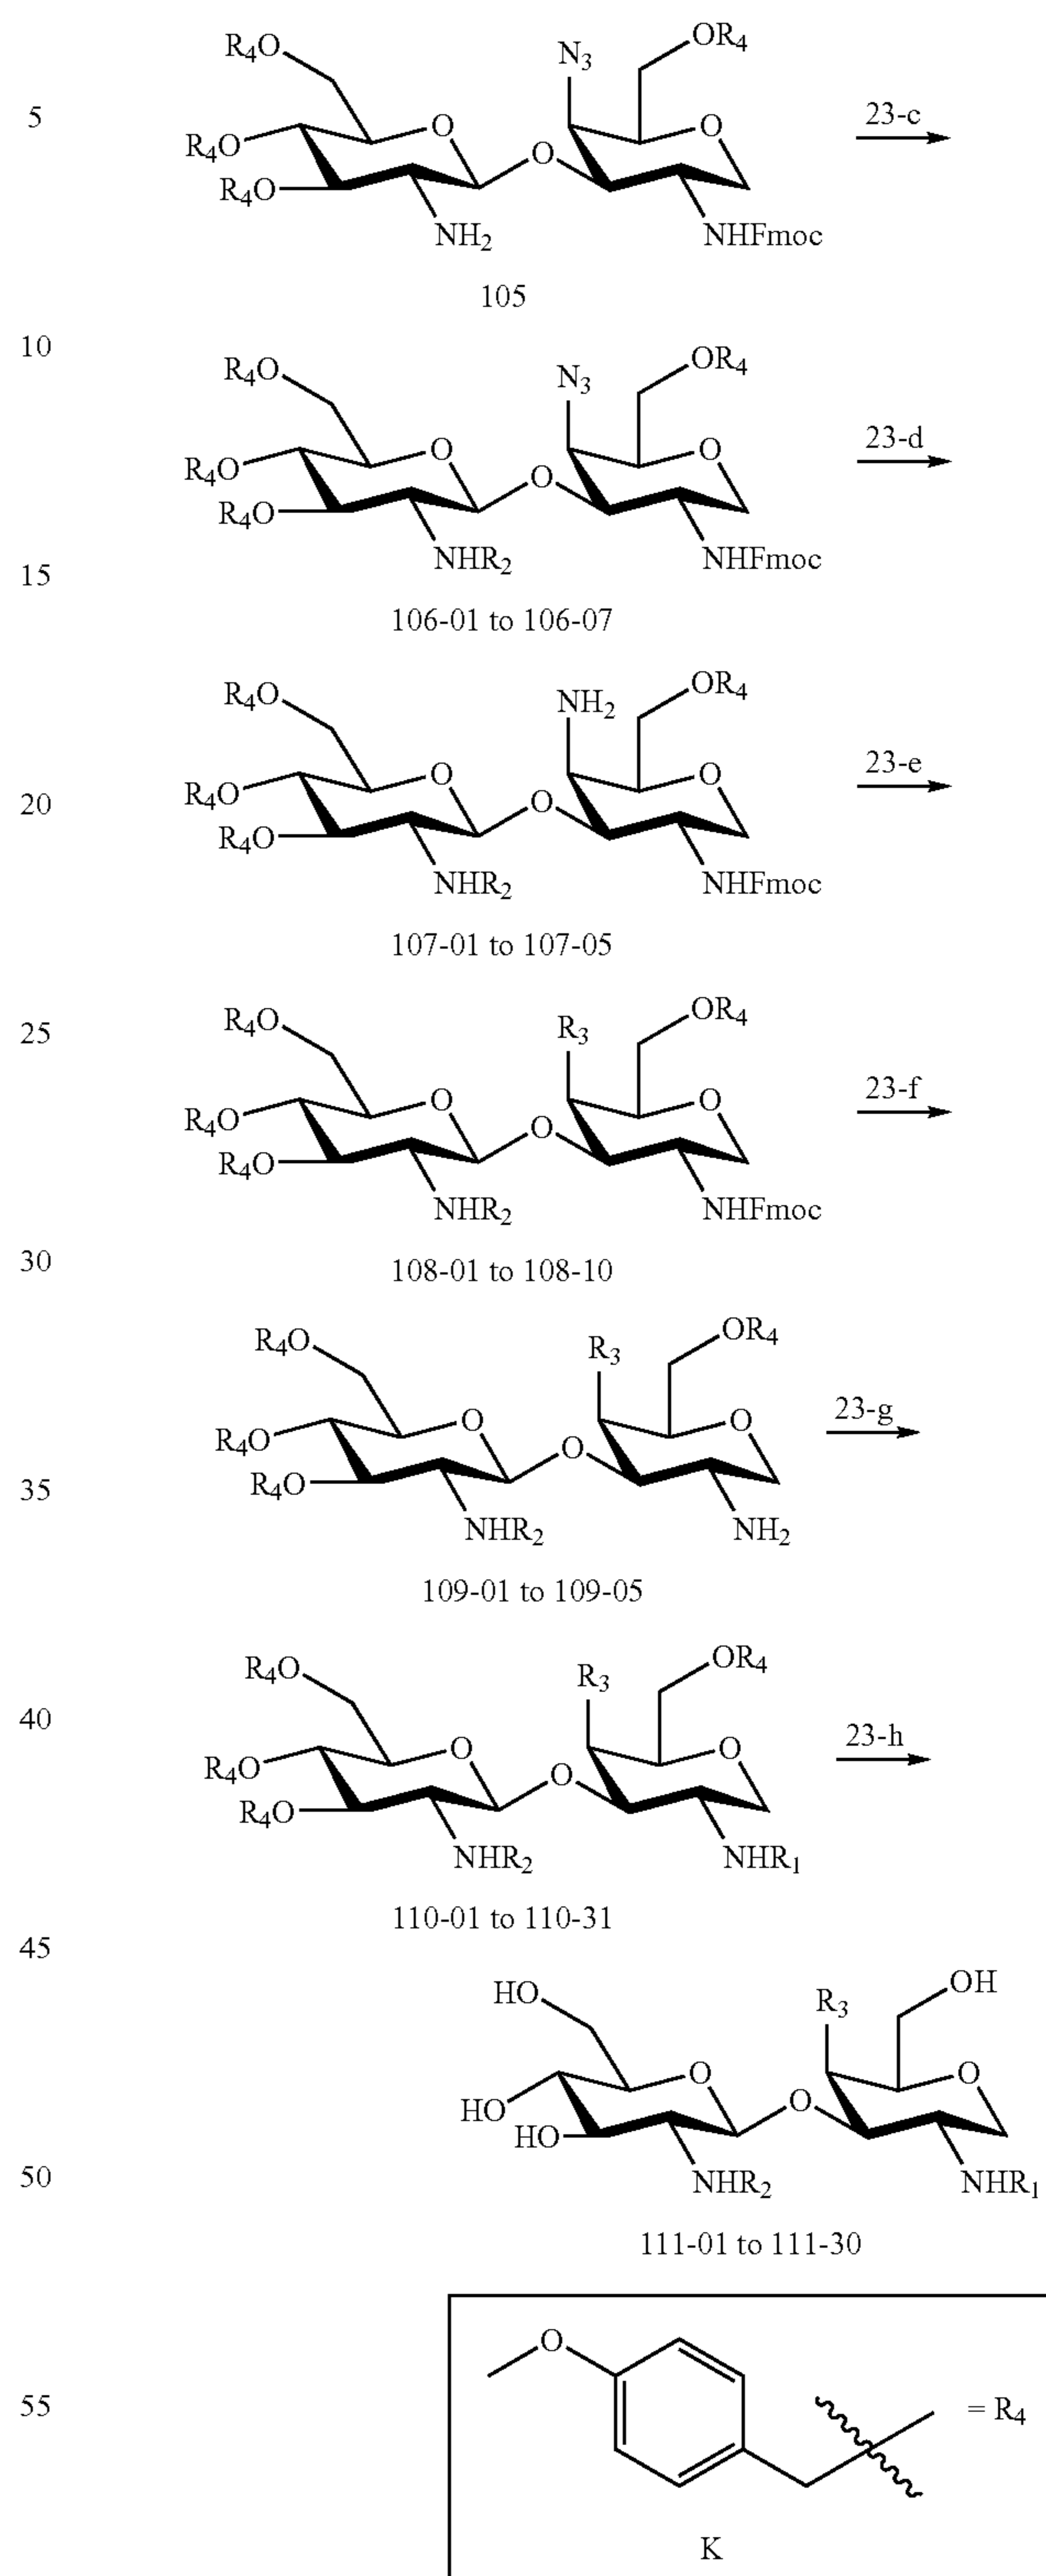 R4O N3 OR4
5 O O 23-c
R4O O
R4O
NH2 NHFmoc
105
10
R4O N3 OR4
O O 23-d
R4O O
R4O
15 NHR2 NHFmoc
106-01 to 106-07
R4O NH2 OR4
O O 23-e
20 R4O O
R4O
NHR2 NHFmoc
107-01 to 107-05
25 R4O R3 OR4
O O 23-f
R4O O
R4O
NHR2 NHFmoc
30 108-01 to 108-10
R4O R3 OR4
O O 23-g
R4O O
35 R4O
NHR2 NH2
109-01 to 109-05
R4O R3 OR4
40 O O 23-h
R4O O
R4O
NHR2 NHR1
110-01 to 110-31
45
HO R3 OH
O O
HO O
HO
50 NHR2 NHR1
111-01 to 111-30
O
55 = R4
K